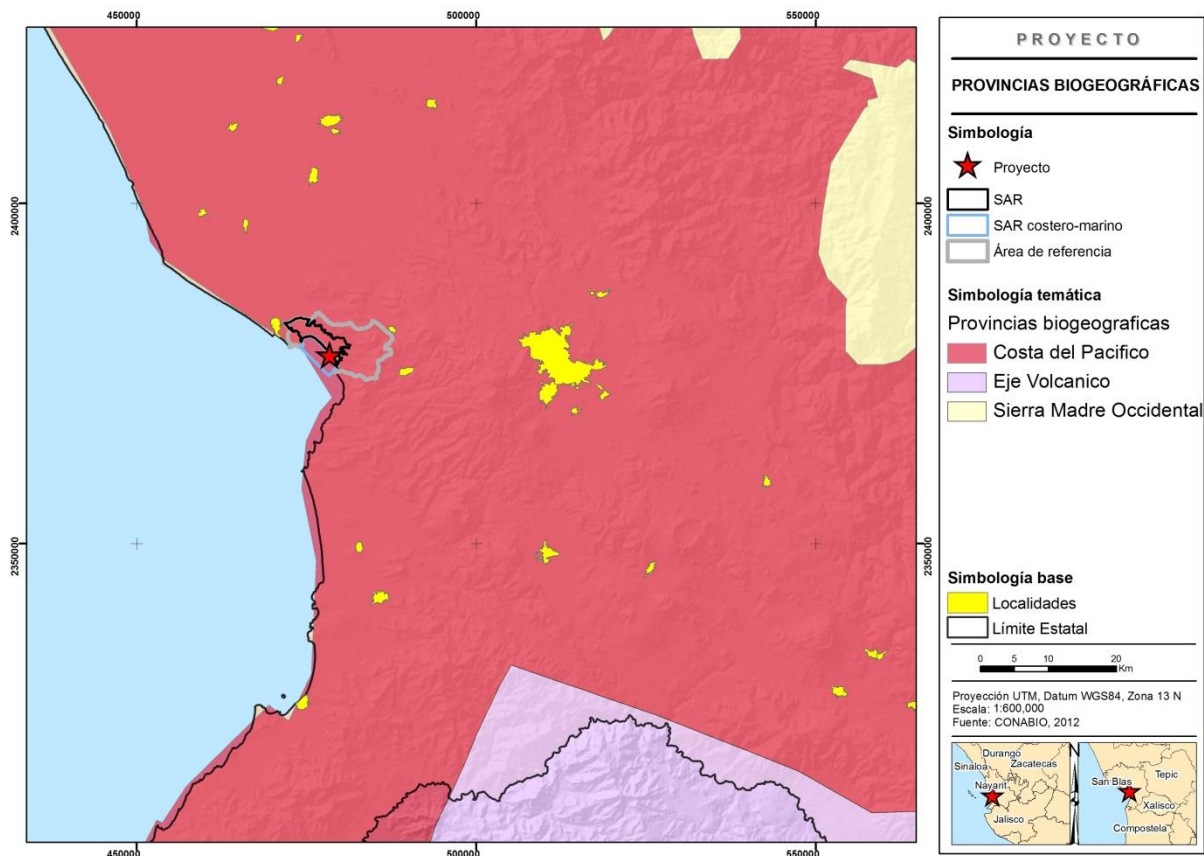 450000
500000
550000
2400000
2350000
2400000
2350000
450000
500000
550000
PROYECTO
PROVINCIAS BIOGEOGRÁFICAS
Simbología
Proyecto
SAR
SAR costero-marino
Área de referencia
Simbología temática
Provincias biogeograficas
Costa del Pacifico
Eje Volcanico
Sierra Madre Occidental
Simbología base
Localidades
Límite Estatal
0 5 10 20
Km
Proyección UTM, Datum WGS84, Zona 13 N
Escala: 1:600,000
Fuente: CONABIO, 2012
Durango
Sinaloa
Zacatecas
Nayarit
Jalisco
San Blas
Tepic
Xalisco
Compostela